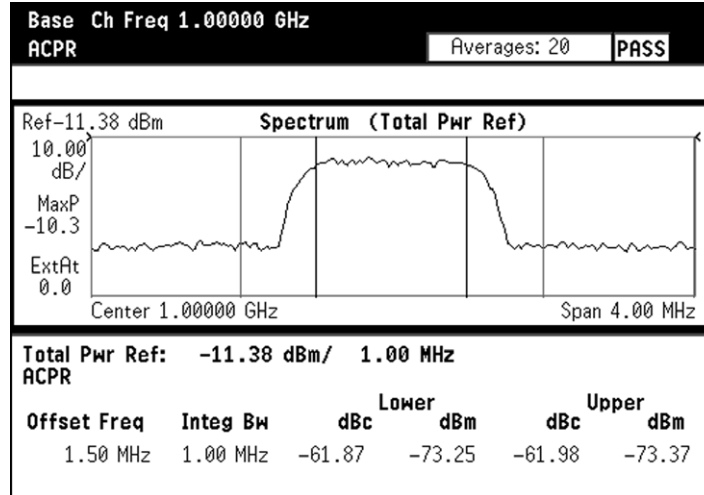 Base Ch Freq 1.00000 GHz
ACPR Averages: 20 PASS
Ref-11.38 dBm Spectrum (Total Pwr Ref)
10.00
dB/
MaxP
-10.3
ExtAt
0.0
Center 1.00000 GHz Span 4.00 MHz
Total Pwr Ref: -11.38 dBm/ 1.00 MHz
ACPR
Lower Upper
Offset Freq Integ Bw dBc dBm dBc dBm
1.50 MHz 1.00 MHz -61.87 -73.25 -61.98 -73.37